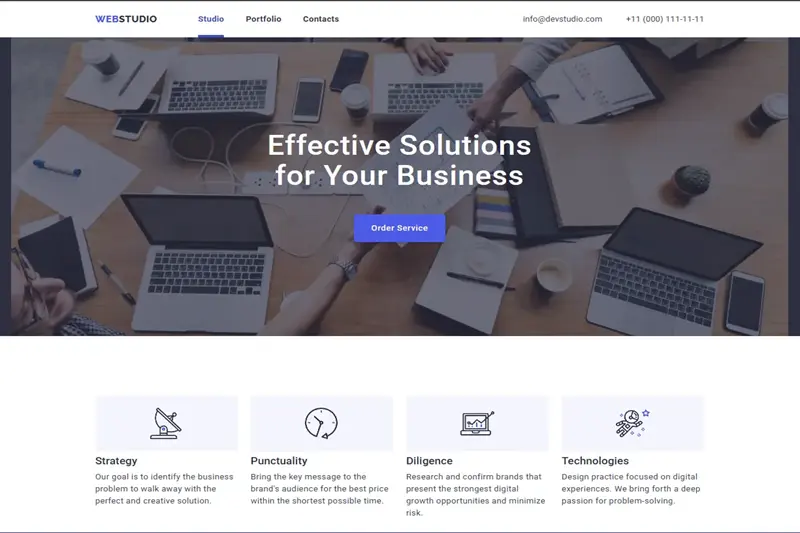 WEBSTUDIO Studio Portfolio Contacts info@devstudio.com +11 (000) 111-11-11
Effective Solutions
for Your Business
Order Service
Strategy
Our goal is to identify the business
problem to walk away with the
perfect and creative solution.
Punctuality
Bring the key message to the
brand's audience for the best price
within the shortest possible time.
Diligence
Research and confirm brands that
present the strongest digital
growth opportunities and minimize
risk.
Technologies
Design practice focused on digital
experiences. We bring forth a deep
passion for problem-solving.